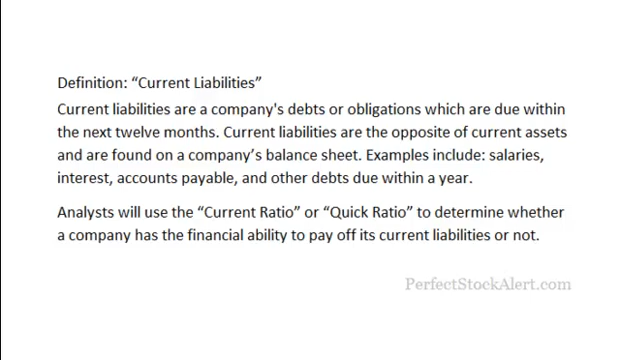 Definition: “Current Liabilities”
Current liabilities are a company's debts or obligations which are due within
the next twelve months. Current liabilities are the opposite of current assets
and are found on a company’s balance sheet. Examples include: salaries,
interest, accounts payable, and other debts due within a year.
Analysts will use the “Current Ratio” or “Quick Ratio” to determine whether
a company has the financial ability to pay off its current liabilities or not.
PerfectStockAlert.com